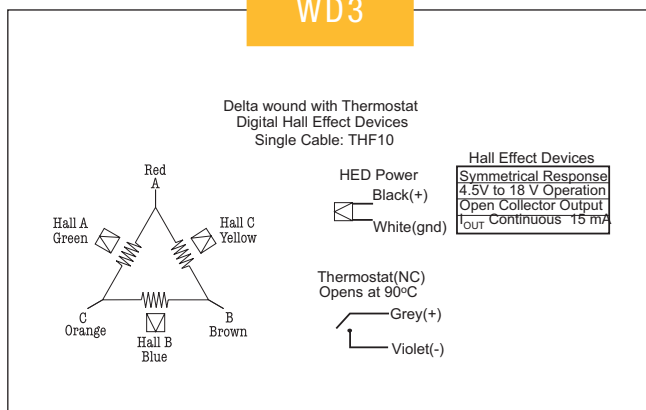 WD3
Delta wound with Thermostat
Digital Hall Effect Devices
Single Cable: THF10
Red
A
Hall A
Green
Hall C
Yellow
C
Orange
Hall B
Blue
B
Brown
HED Power
Black(+)
White(gnd)
Hall Effect Devices
Symmetrical Response
4.5V to 18 V Operation
Open Collector Output
IOUT Continuous 15 mA
Thermostat(NC)
Opens at 90ºC
Grey(+)
Violet(-)